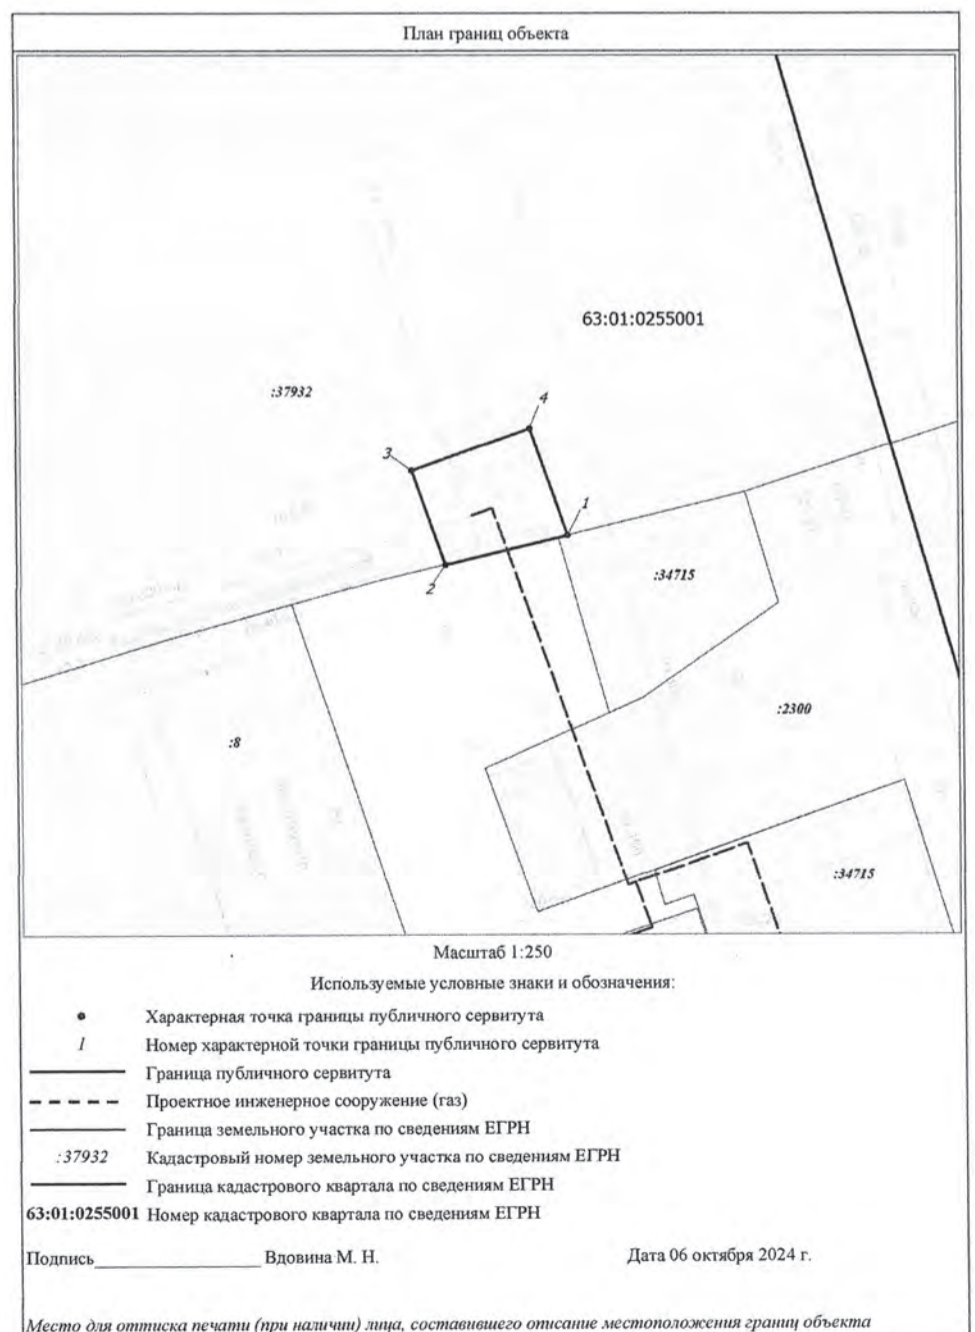 План границ объекта
63:01:0255001
:37932
4
3
1
2
:34715
:2300
:8
:34715
Масштаб 1:250
Используемые условные знаки и обозначения:
Характерная точка границы публичного сервитута
1 Номер характерной точки границы публичного сервитута
Граница публичного сервитута
Проектное инженерное сооружение (газ)
Граница земельного участка по сведениям ЕГРН
:37932 Кадастровый номер земельного участка по сведениям ЕГРН
Граница кадастрового квартала по сведениям ЕГРН
63:01:0255001 Номер кадастрового квартала по сведениям ЕГРН
Подпись Вдовина М. Н. Дата 06 октября 2024 г.
Место для оттиска печати (при наличии) лица, составившего описание местоположения границ объекта